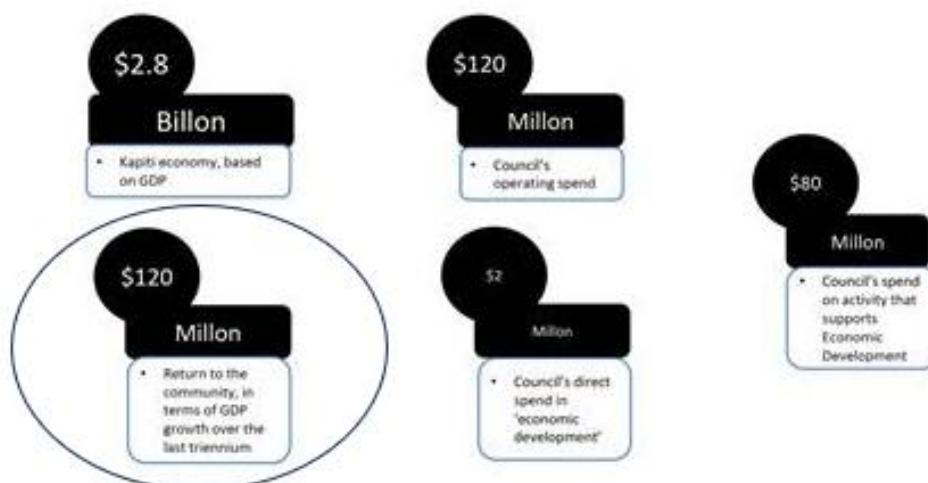 $2.8
Billon
• Kapiti economy, based
on GDP
$120
Millon
• Council's
operating spend
$80
Millon
• Council's spend
on activity that
supports
Economic
Development
$120
Millon
• Return to the
community, in
terms of GDP
growth over the
last triennium
$2
Millon
• Council's direct
spend in
'economic
development'